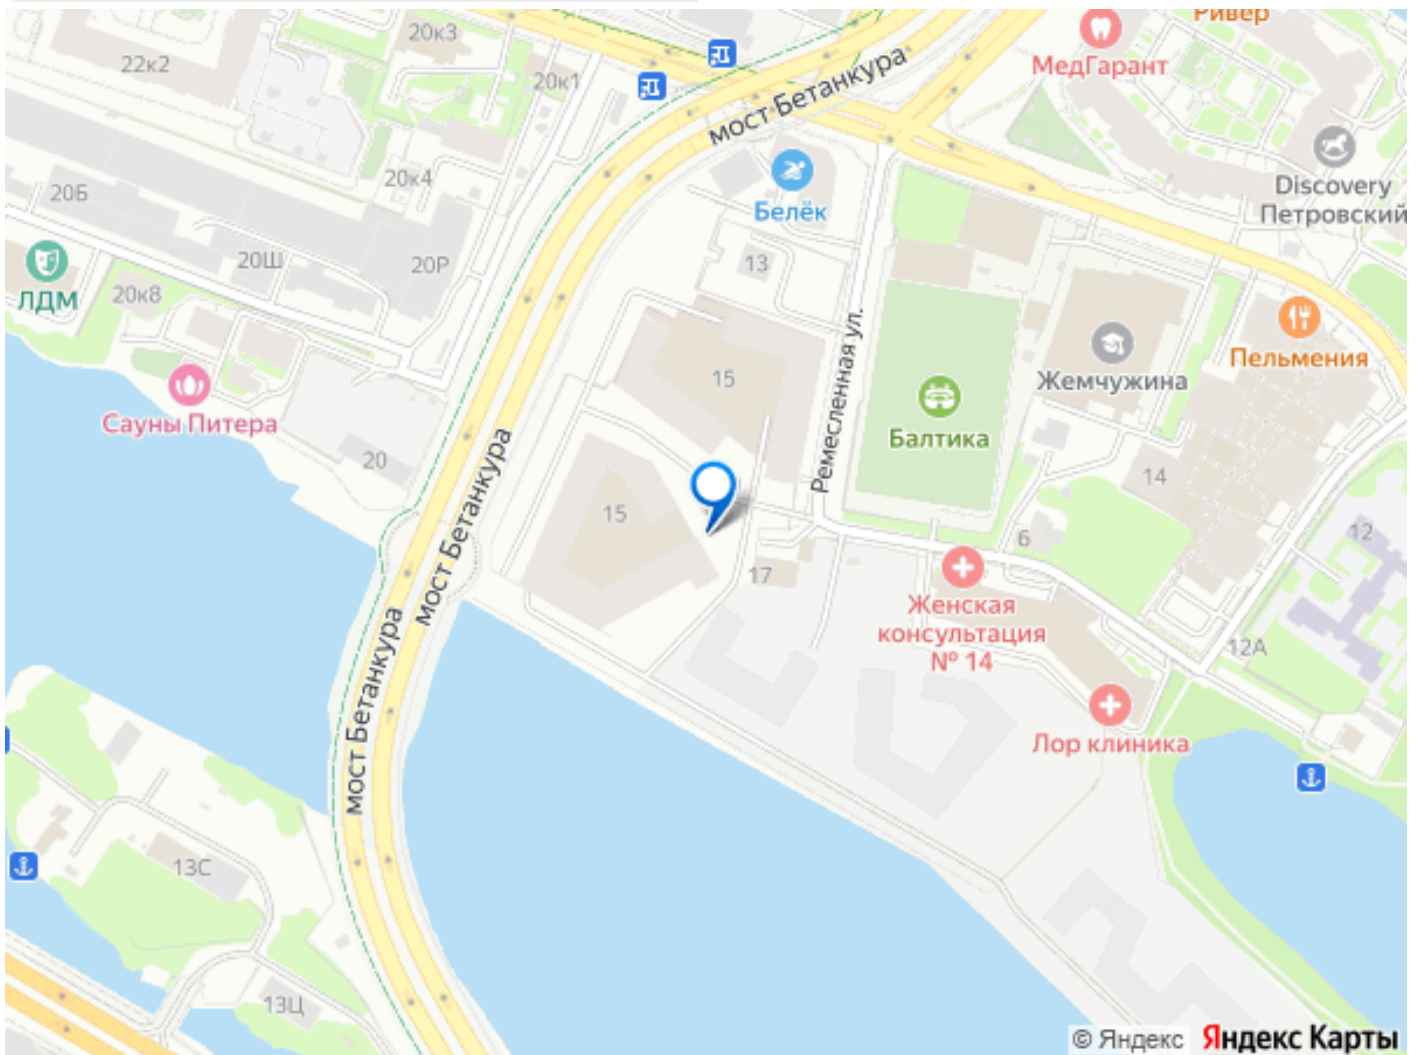 20к3
Ривер
22к2
МедГарант
20к1
мост Бетанкура
20Б
20к4
Discovery
Петровский
Белёк
20Ш
20Р
13
ЛДМ
20к8
Ремесленная ул.
Пельмения
15
Жемчужина
Сауны Питера
Балтика
20
мост Бетанкура
14
15
12
6
17
Женская
консультация
№ 14
12А
мост Бетанкура
Лор клиника
13С
13Ц
© Яндекс Яндекс Карты